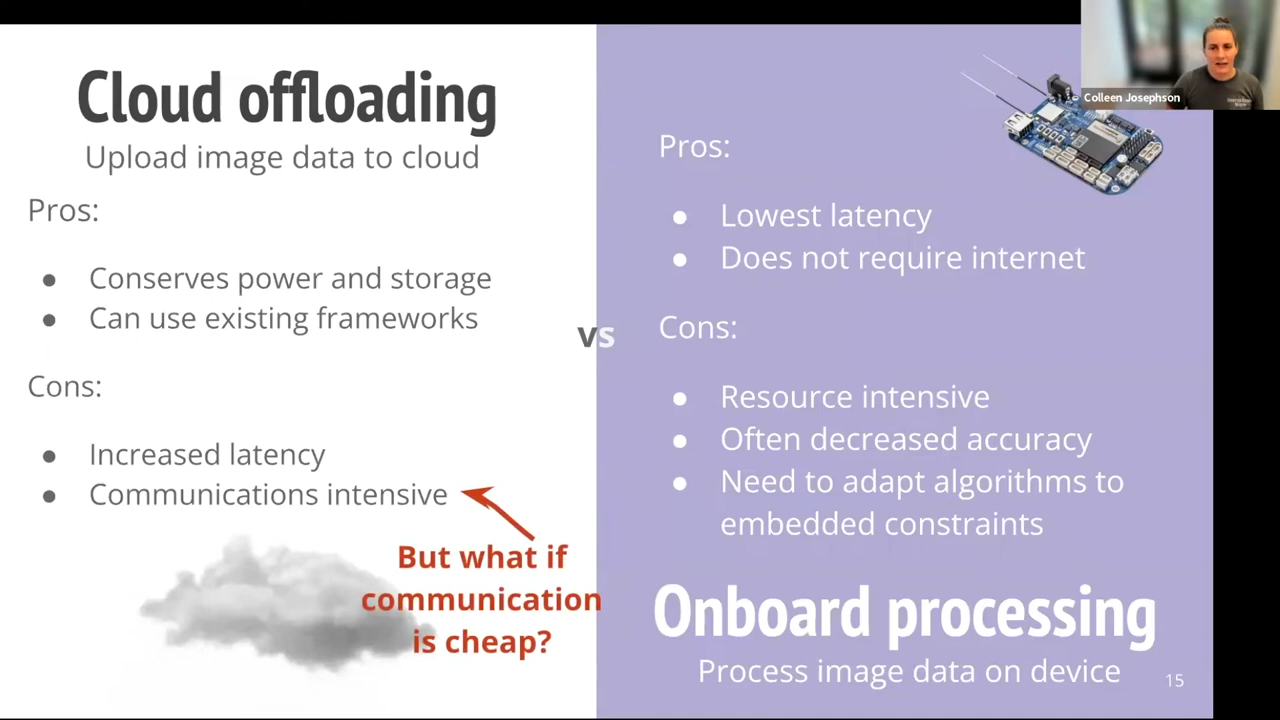 Cloud offloading
Upload image data to cloud
Pros:
● Conserves power and storage
● Can use existing frameworks
Cons:
● Increased latency
● Communications intensive
But what if
communication
is cheap?
vs
Colleen Josephson
Pros:
● Lowest latency
● Does not require internet
Cons:
● Resource intensive
● Often decreased accuracy
● Need to adapt algorithms to
embedded constraints
Onboard processing
Process image data on device
15